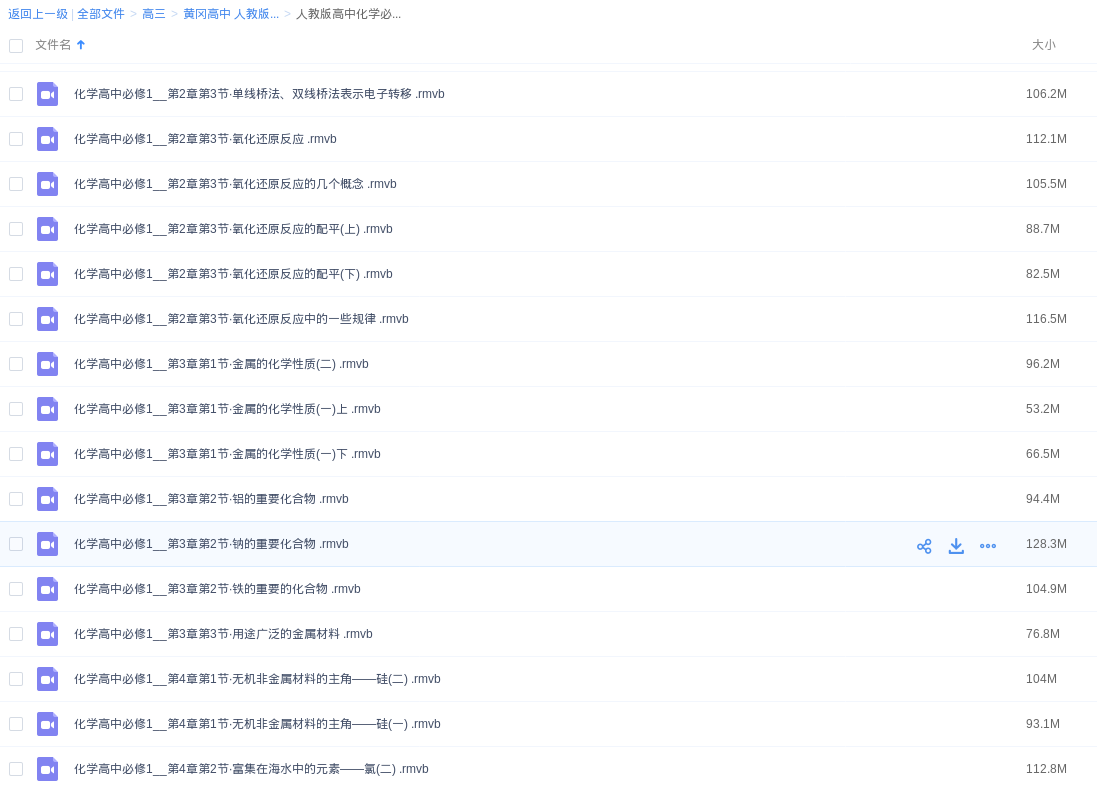 返回上一级 | 全部文件 > 高三 > 黄冈高中 人教版... > 人教版高中化学必...
文件名 大小
化学高中必修1__第2章第3节·单线桥法、双线桥法表示电子转移 .rmvb 106.2M
化学高中必修1__第2章第3节·氧化还原反应 .rmvb 112.1M
化学高中必修1__第2章第3节·氧化还原反应的几个概念 .rmvb 105.5M
化学高中必修1__第2章第3节·氧化还原反应的配平(上) .rmvb 88.7M
化学高中必修1__第2章第3节·氧化还原反应的配平(下) .rmvb 82.5M
化学高中必修1__第2章第3节·氧化还原反应中的一些规律 .rmvb 116.5M
化学高中必修1__第3章第1节·金属的化学性质(二) .rmvb 96.2M
化学高中必修1__第3章第1节·金属的化学性质(一)上 .rmvb 53.2M
化学高中必修1__第3章第1节·金属的化学性质(一)下 .rmvb 66.5M
化学高中必修1__第3章第2节·铝的重要化合物 .rmvb 94.4M
化学高中必修1__第3章第2节·钠的重要化合物 .rmvb 128.3M
化学高中必修1__第3章第2节·铁的重要的化合物 .rmvb 104.9M
化学高中必修1__第3章第3节·用途广泛的金属材料 .rmvb 76.8M
化学高中必修1__第4章第1节·无机非金属材料的主角——硅(二) .rmvb 104M
化学高中必修1__第4章第1节·无机非金属材料的主角——硅(一) .rmvb 93.1M
化学高中必修1__第4章第2节·富集在海水中的元素——氯(二) .rmvb 112.8M